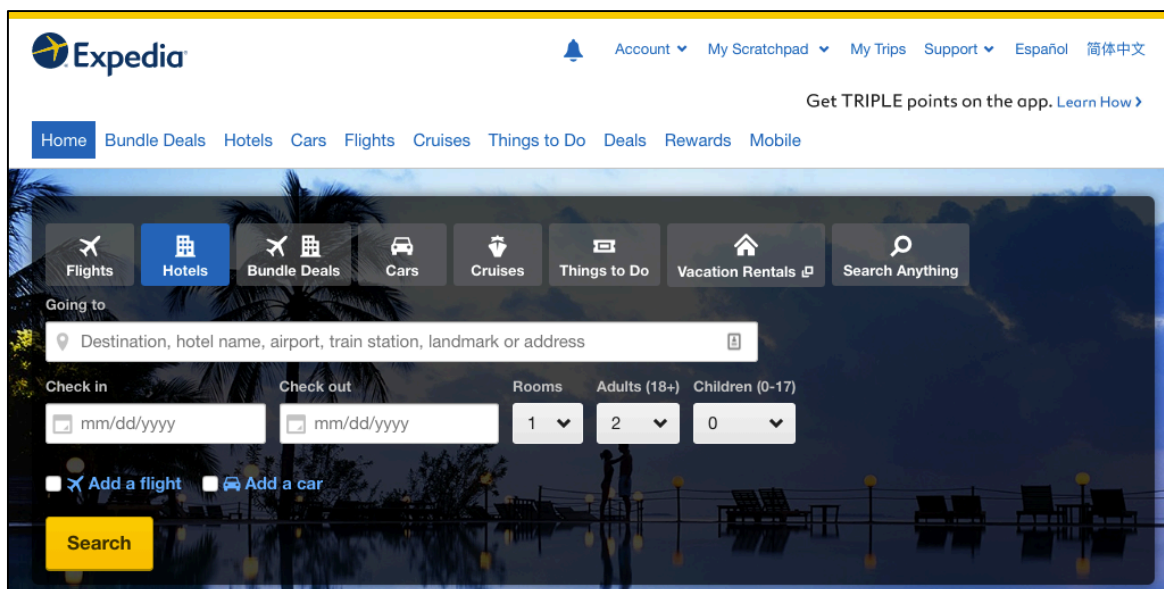 Expedia
Account My Scratchpad My Trips Support Español 简体中文
Get TRIPLE points on the app. Learn How
Home Bundle Deals Hotels Cars Flights Cruises Things to Do Deals Rewards Mobile
Flights Hotels Bundle Deals Cars Cruises Things to Do Vacation Rentals Search Anything
Going to
Destination, hotel name, airport, train station, landmark or address
Check in Check out Rooms Adults (18+) Children (0-17)
mm/dd/yyyy mm/dd/yyyy 1 2 0
Add a flight Add a car
Search